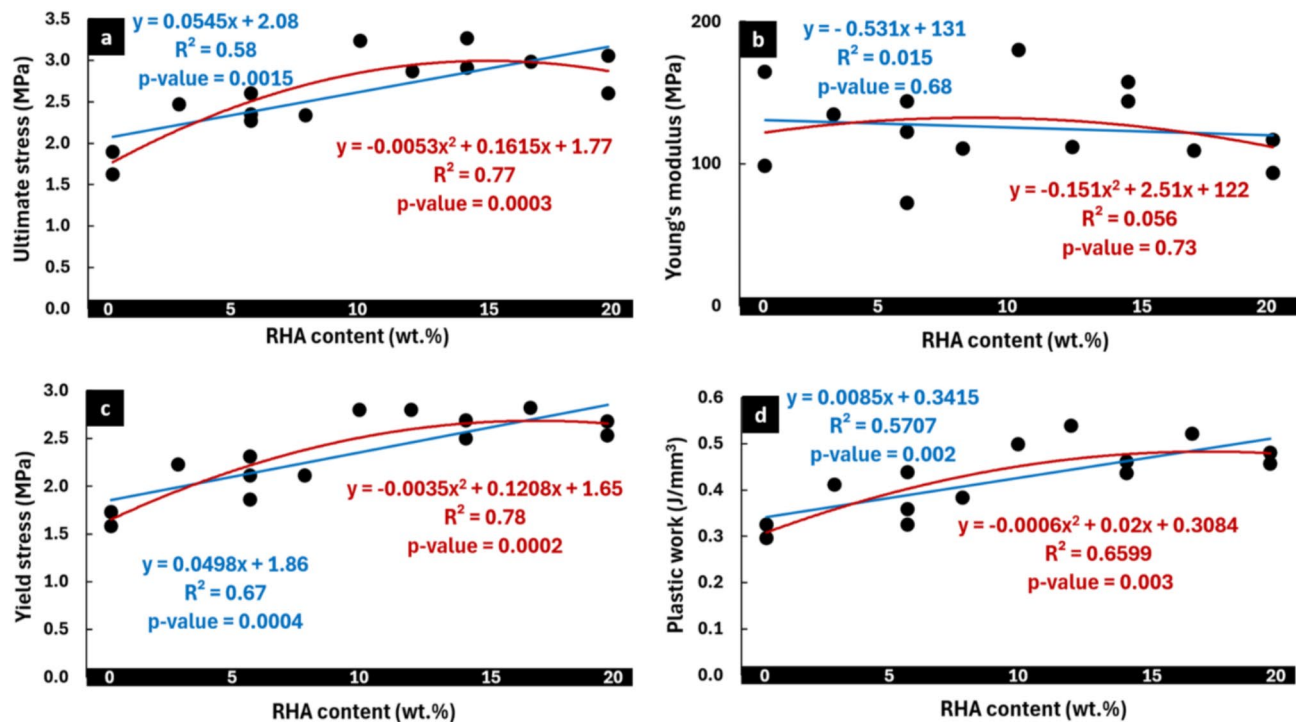 a
y = 0.0545x + 2.08
R² = 0.58
p-value = 0.0015
y = -0.0053x² + 0.1615x + 1.77
R² = 0.77
p-value = 0.0003
Ultimate stress (MPa)
3.5
3.0
2.5
2.0
1.5
1.0
0.5
0.0
0 5 10 15 20
RHA content (wt.%)
b
y = - 0.531x + 131
R² = 0.015
p-value = 0.68
y = -0.151x² + 2.51x + 122
R² = 0.056
p-value = 0.73
Young's modulus (MPa)
200
100
0
0 5 10 15 20
RHA content (wt.%)
c
y = -0.0035x² + 0.1208x + 1.65
R² = 0.78
p-value = 0.0002
y = 0.0498x + 1.86
R² = 0.67
p-value = 0.0004
Yield stress (MPa)
3.0
2.5
2.0
1.5
1.0
0.5
0.0
0 5 10 15 20
RHA content (wt.%)
d
y = 0.0085x + 0.3415
R² = 0.5707
p-value = 0.002
y = -0.0006x² + 0.02x + 0.3084
R² = 0.6599
p-value = 0.003
Plastic work (J/mm³)
0.6
0.5
0.4
0.3
0.2
0.1
0.0
0 5 10 15 20
RHA content (wt.%)